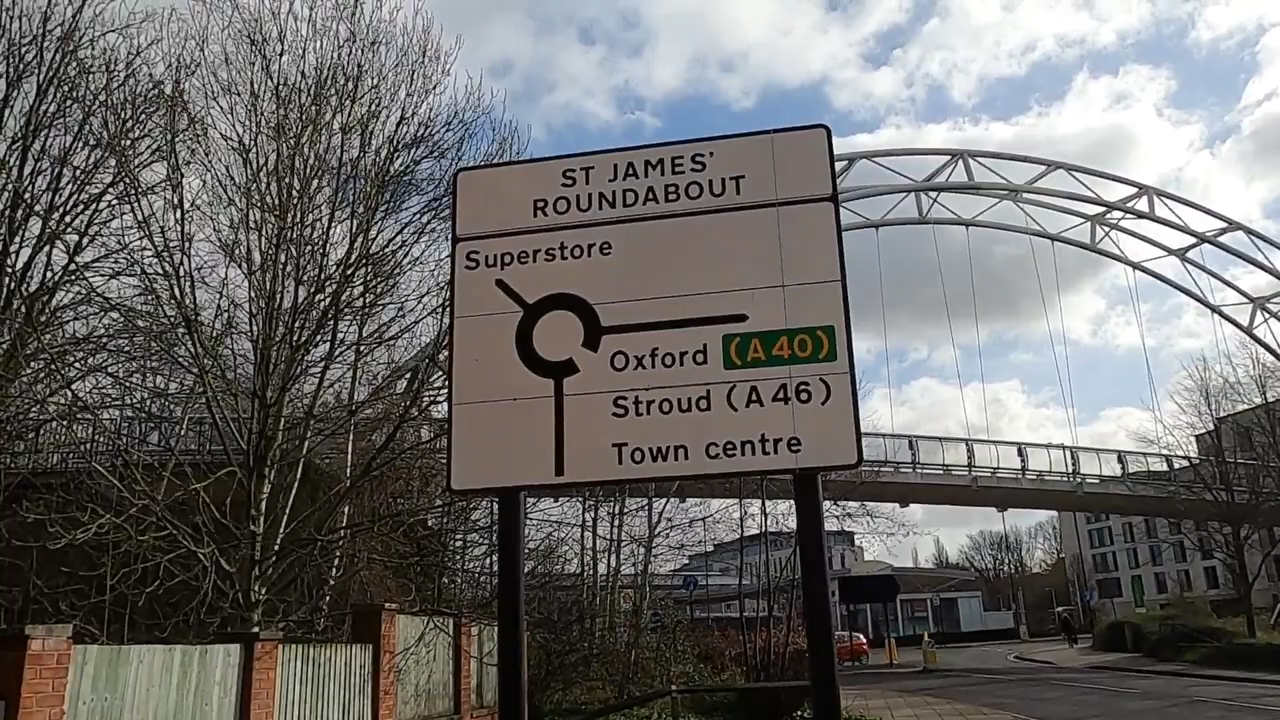 ST JAMES'
ROUNDABOUT
Superstore
Oxford (A40)
Stroud (A46)
Town centre